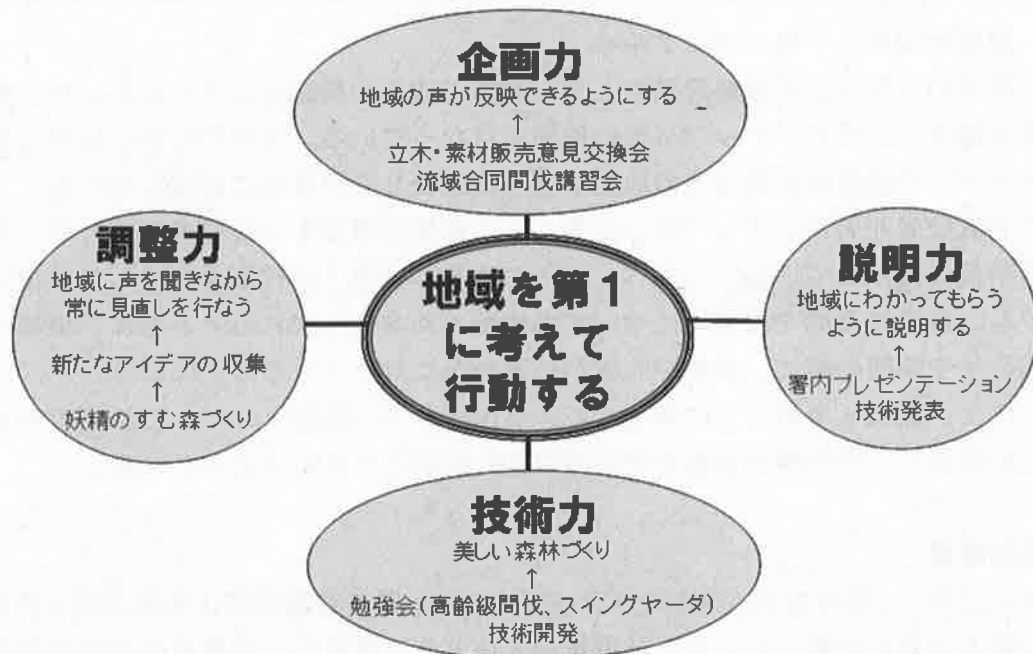 企画力
地域の声が反映できるようにする
↑
立木・素材販売意見交換会
流域合同間伐講習会
調整力
地域に声を聞きながら
常に見直しを行なう
↑
新たなアイデアの収集
↑
妖精のすむ森づくり
地域を第1
に考えて
行動する
説明力
地域にわかってもらう
ように説明する
↑
署内プレゼンテーション
技術発表
技術力
美しい森林づくり
↑
勉強会(高齢級間伐、スイングヤーダ)
技術開発